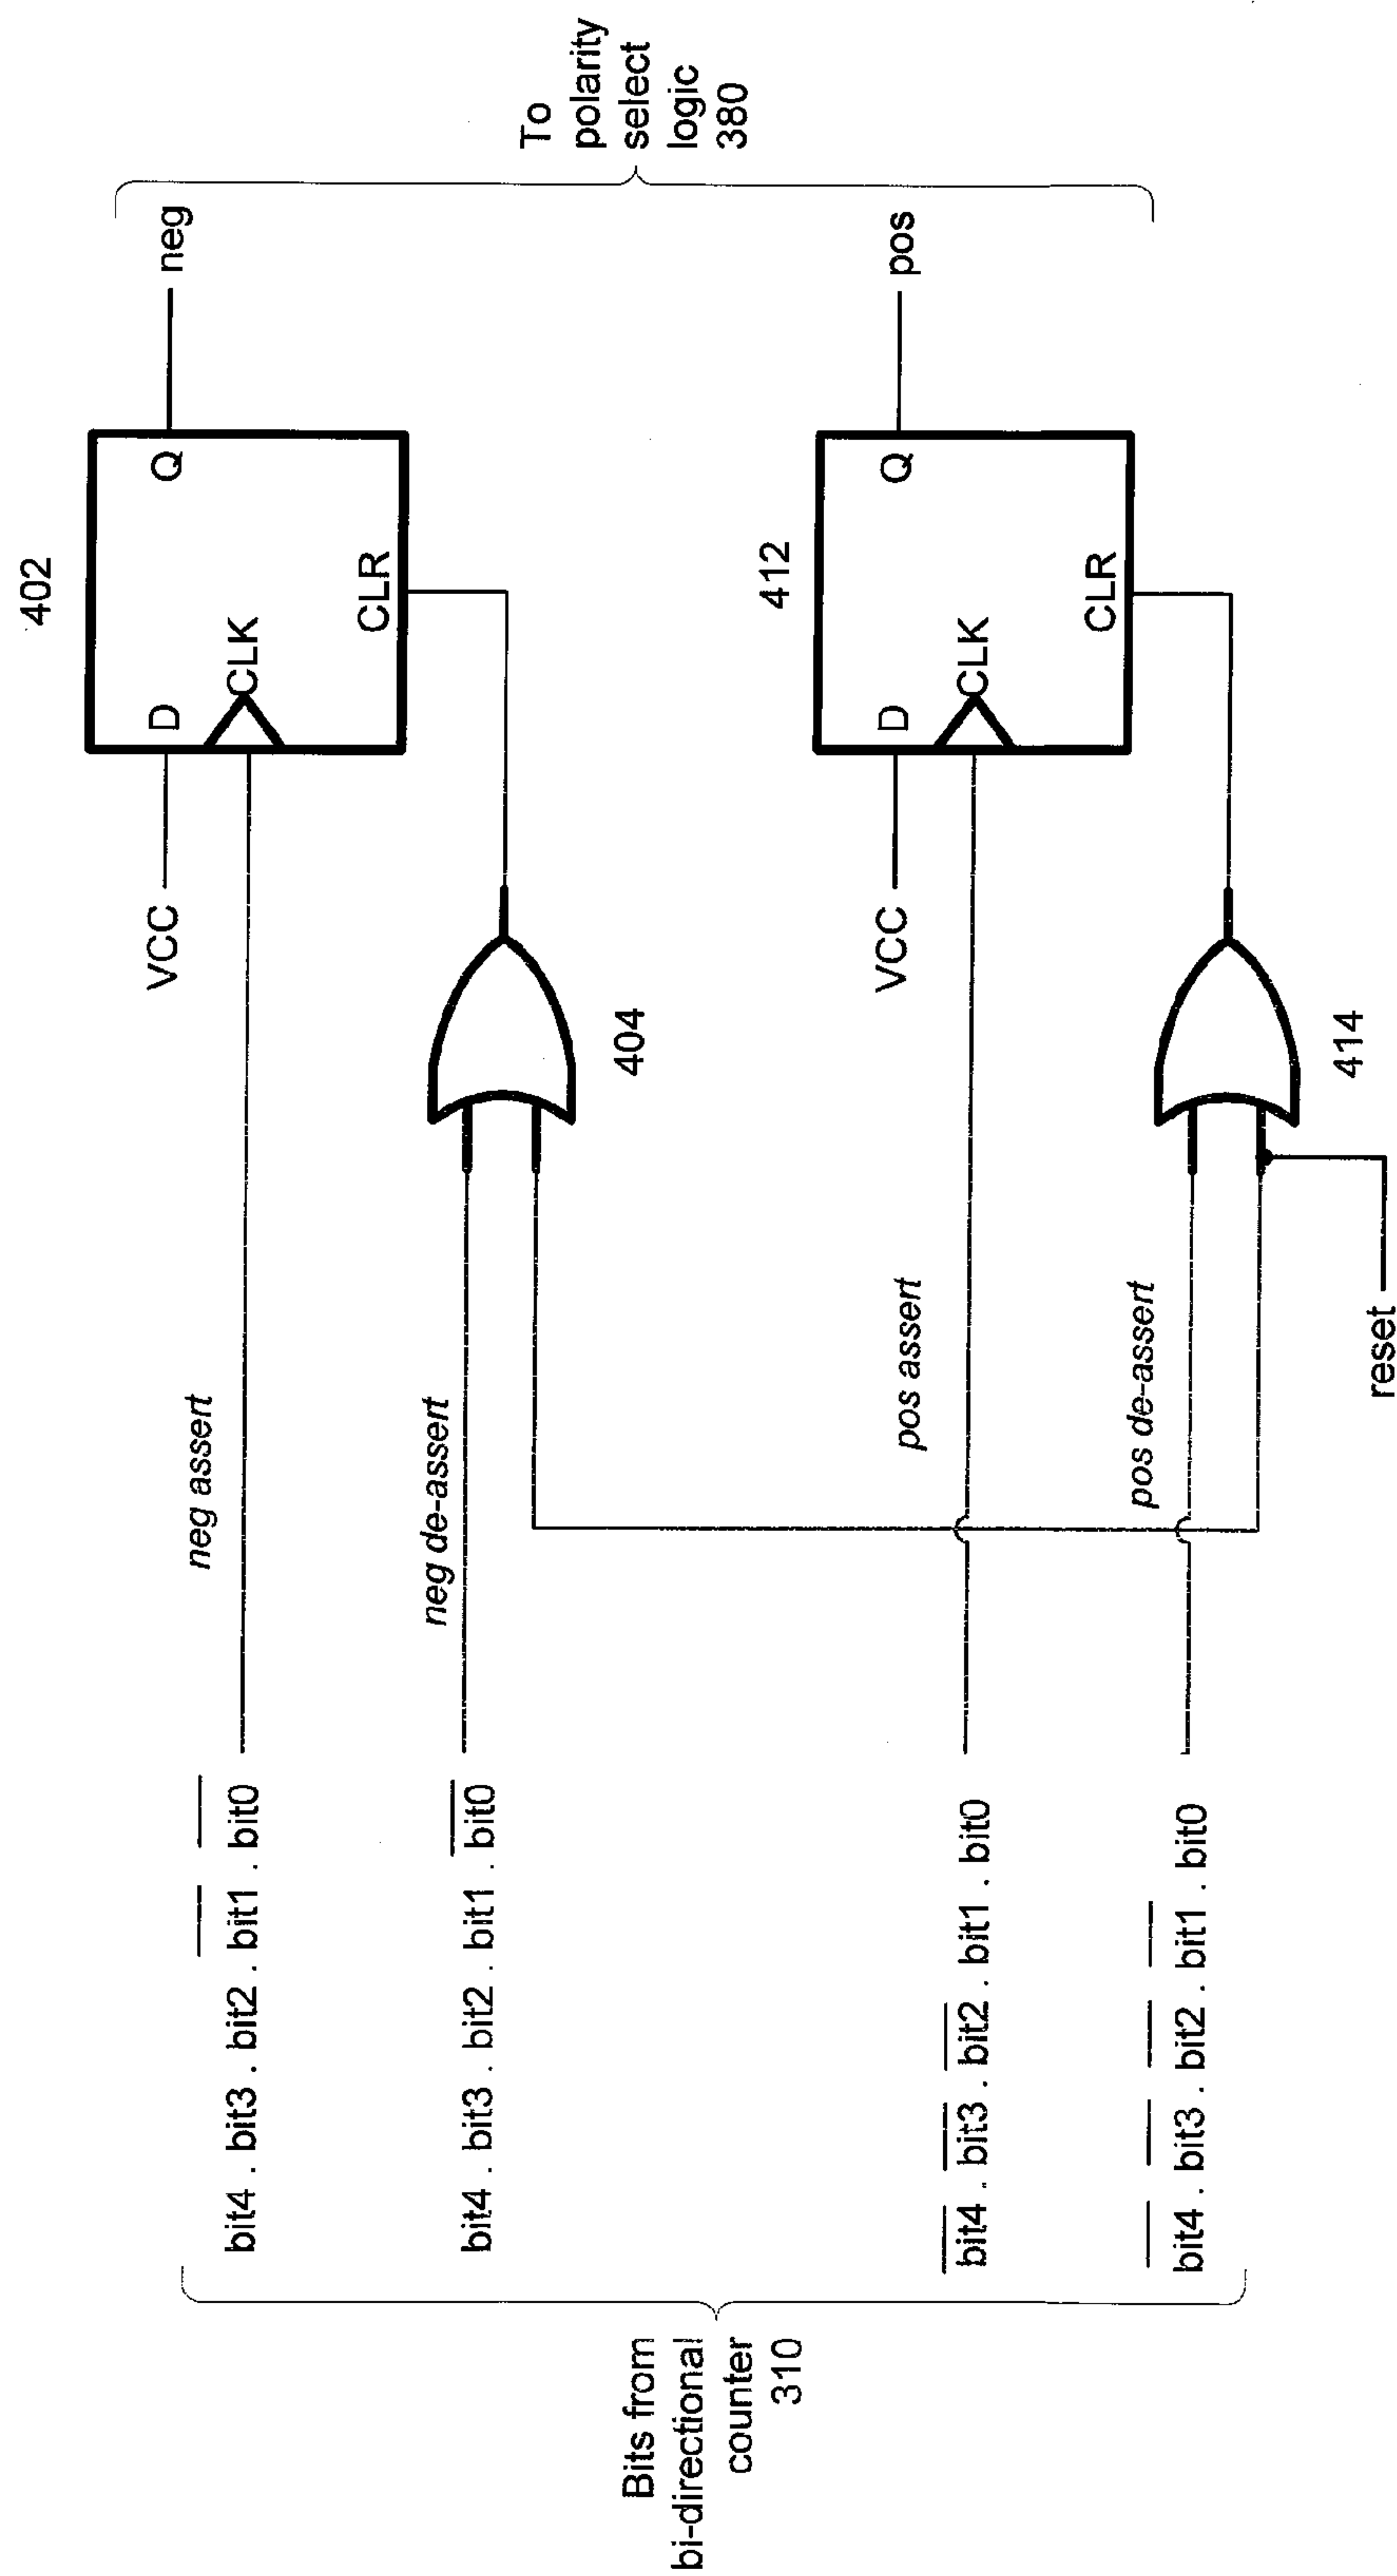 402
D
Q
CLK
CLR
VCC
neg
neg assert
bit4 . bit3 . bit2 . bit1 . bit0
neg de-assert
bit4 . bit3 . bit2 . bit1 . bit0
404
To
polarity
select
logic
380
Bits from
bi-directional
counter
310
412
D
Q
CLK
CLR
VCC
pos
pos assert
bit4 . bit3 . bit2 . bit1 . bit0
pos de-assert
bit4 . bit3 . bit2 . bit1 . bit0
414
reset